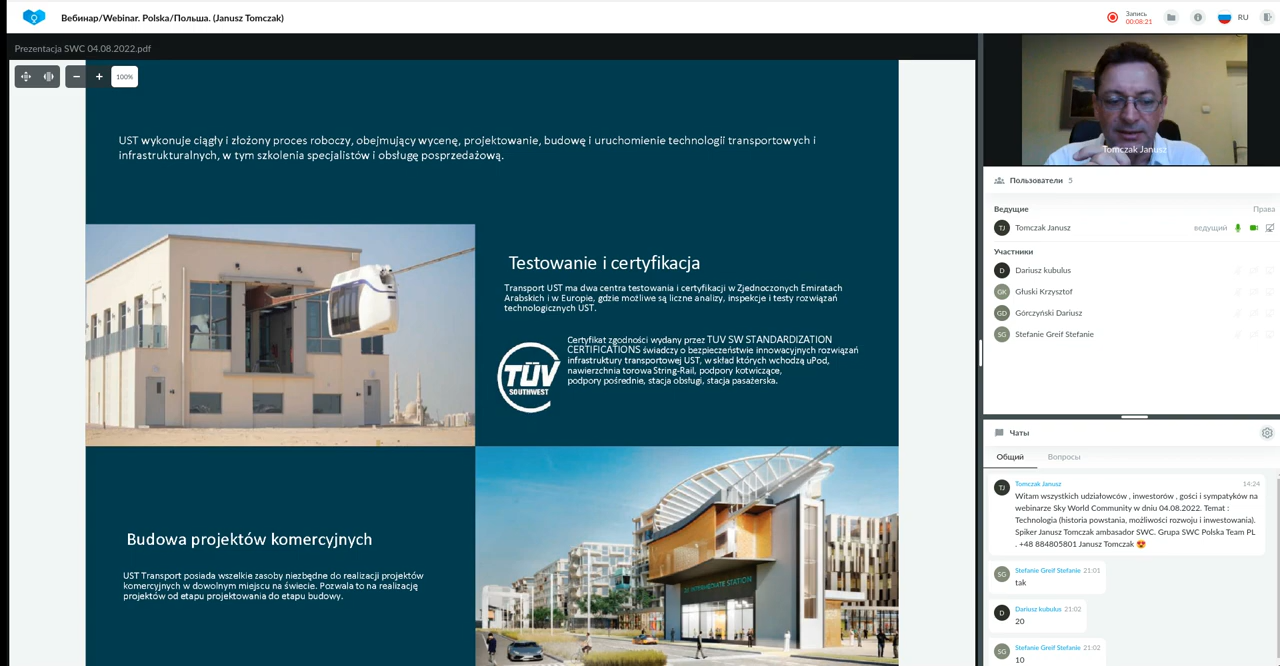 Вебинар/Webinar. Polska/Польша. (Janusz Tomczak)
Запись
00:08:21
RU
Prezentacja SWC 04.08.2022.pdf
100%
UST wykonuje ciągły i złożony proces roboczy, obejmujący wycenę, projektowanie, budowę i uruchomienie technologii transportowych i
infrastrukturalnych, w tym szkolenia specjalistów i obsługę posprzedażową.
Testowanie i certyfikacja
Transport UST ma dwa centra testowania i certyfikacji w Zjednoczonych Emiratach
Arabskich i w Europie, gdzie możliwe są liczne analizy, inspekcje i testy rozwiązań
technologicznych UST.
TÜV
SOUTHWEST
Certyfikat zgodności wydany przez TUV SW STANDARDIZATION
CERTIFICATIONS świadczy o bezpieczeństwie innowacyjnych rozwiązań
infrastruktury transportowej UST, w skład których wchodzą uPod,
nawierzchnia torowa String-Rail, podpory kotwiczące,
podpory pośrednie, stacja obsługi, stacja pasażerska.
Budowa projektów komercyjnych
UST Transport posiada wszelkie zasoby niezbędne do realizacji projektów
komercyjnych w dowolnym miejscu na świecie. Pozwala to na realizację
projektów od etapu projektowania do etapu budowy.
INTERMEDIATE STATION
Tomczak Janusz
Пользователи 5
Ведущие Права
TJ Tomczak Janusz ведущий
Участники
D Dariusz kubulus
GK Głuski Krzysztof
GD Górczyński Dariusz
SG Stefanie Greif Stefanie
Чаты
Общий Вопросы
TJ Tomczak Janusz 14:24
Witam wszystkich udziałowców , inwestorów , gości i sympatyków na
webinarze Sky World Community w dniu 04.08.2022. Temat :
Technologia (historia powstania, możliwości rozwoju i inwestowania).
Spiker Janusz Tomczak ambasador SWC. Grupa SWC Polska Team PL
. +48 884805801 Janusz Tomczak 😍
SG Stefanie Greif Stefanie 21:01
tak
D Dariusz kubulus 21:02
20
SG Stefanie Greif Stefanie 21:02
10